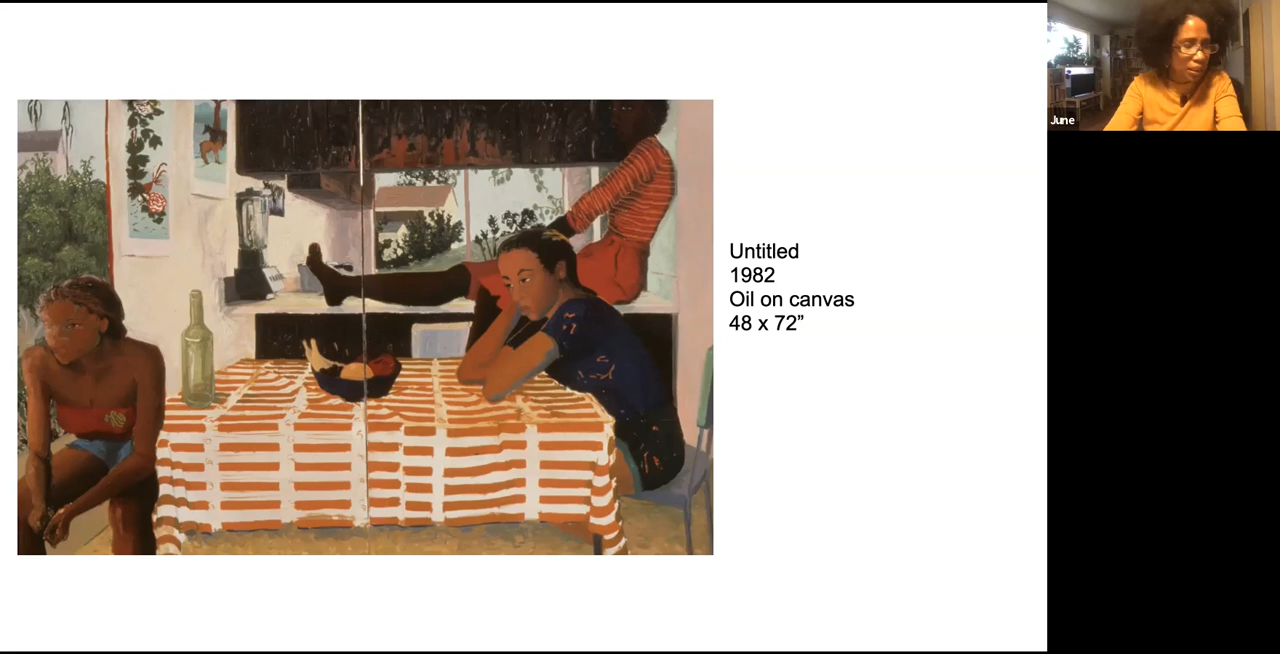 Untitled
1982
Oil on canvas
48 x 72”
June